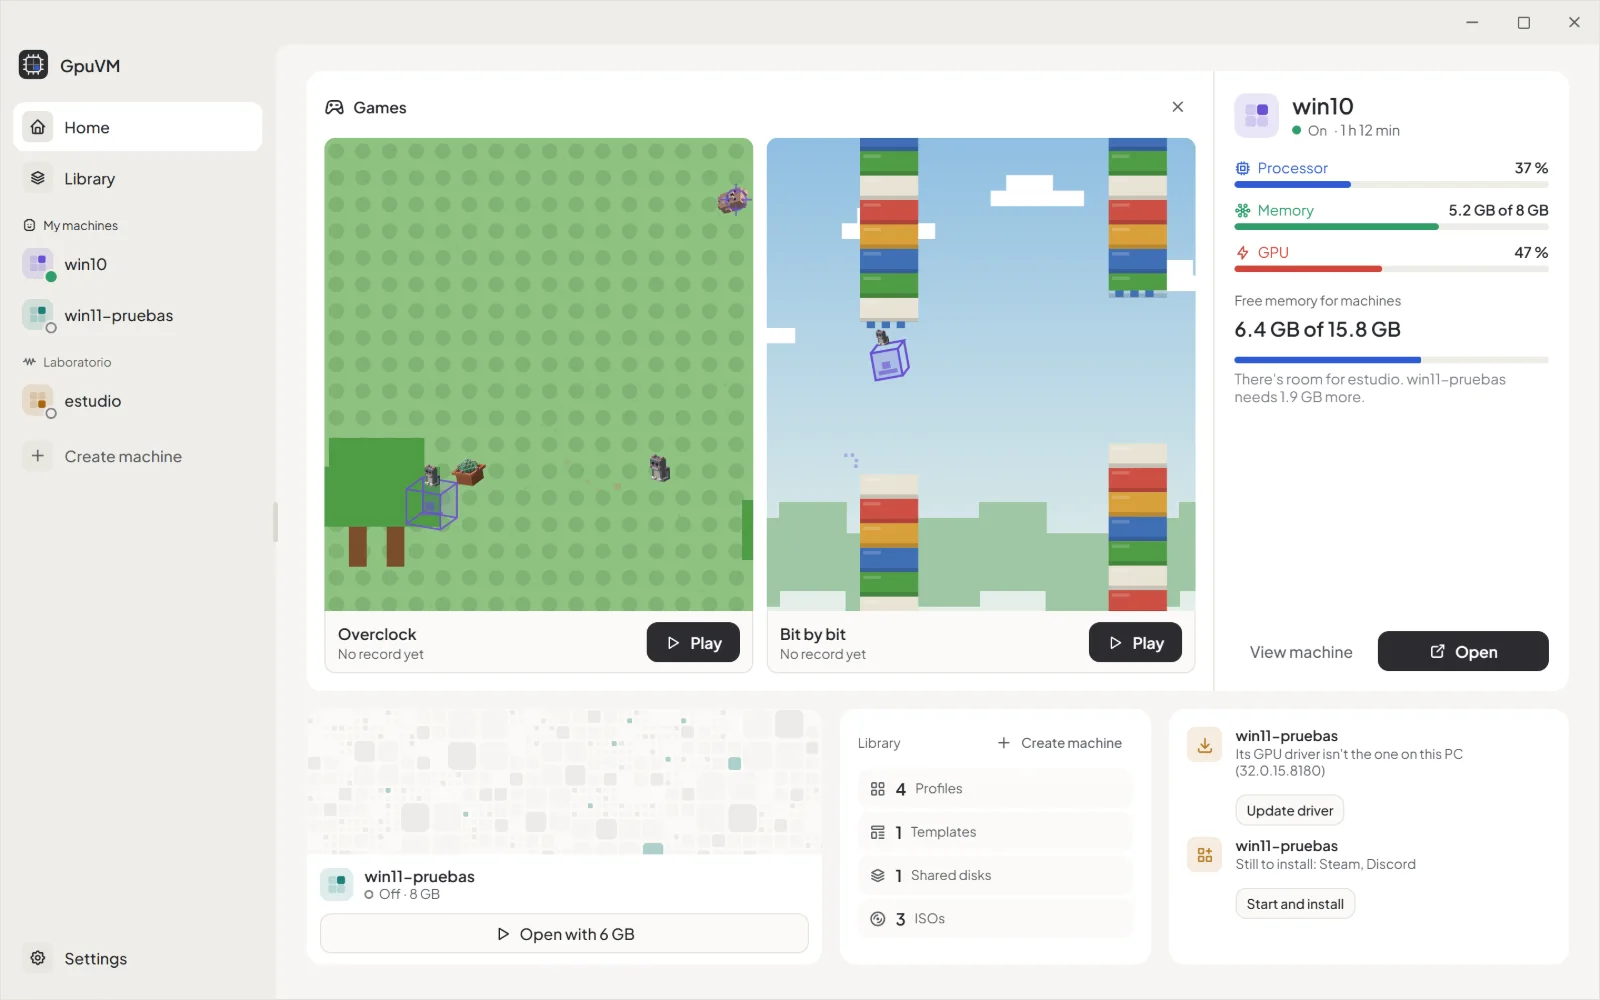 GpuVM
Home
Library
My machines
win10
win11-pruebas
Laboratorio
estudio
Create machine
Settings
Games
Overclock
No record yet
Play
Bit by bit
No record yet
Play
win10
On · 1 h 12 min
Processor 37 %
Memory 5.2 GB of 8 GB
GPU 47 %
Free memory for machines
6.4 GB of 15.8 GB
There's room for estudio. win11-pruebas
needs 1.9 GB more.
View machine
Open
win11-pruebas
Off · 8 GB
Open with 6 GB
Library
Create machine
4 Profiles
1 Templates
1 Shared disks
3 ISOs
win11-pruebas
Its GPU driver isn't the one on this PC
(32.0.15.8180)
Update driver
win11-pruebas
Still to install: Steam, Discord
Start and install